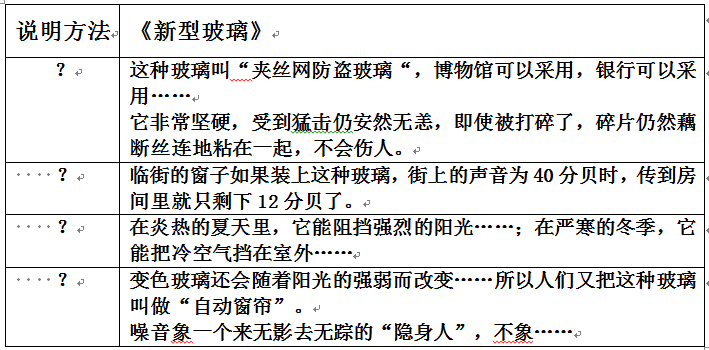 说明方法 《新型玻璃》
？ 这种玻璃叫“夹丝网防盗玻璃“，博物馆可以采用，银行可以采
用……
它非常坚硬，受到猛击仍安然无恙，即使被打碎了，碎片仍然藕
断丝连地粘在一起，不会伤人。
？ 临街的窗子如果装上这种玻璃，街上的声音为 40 分贝时，传到房
间里就只剩下 12 分贝了。
？ 在炎热的夏天里，它能阻挡强烈的阳光……；在严寒的冬季，它
能把冷空气挡在室外……
？ 变色玻璃还会随着阳光的强弱而改变……所以人们又把这种玻璃
叫做“自动窗帘”。
噪音象一个来无影去无踪的“隐身人”，不象……